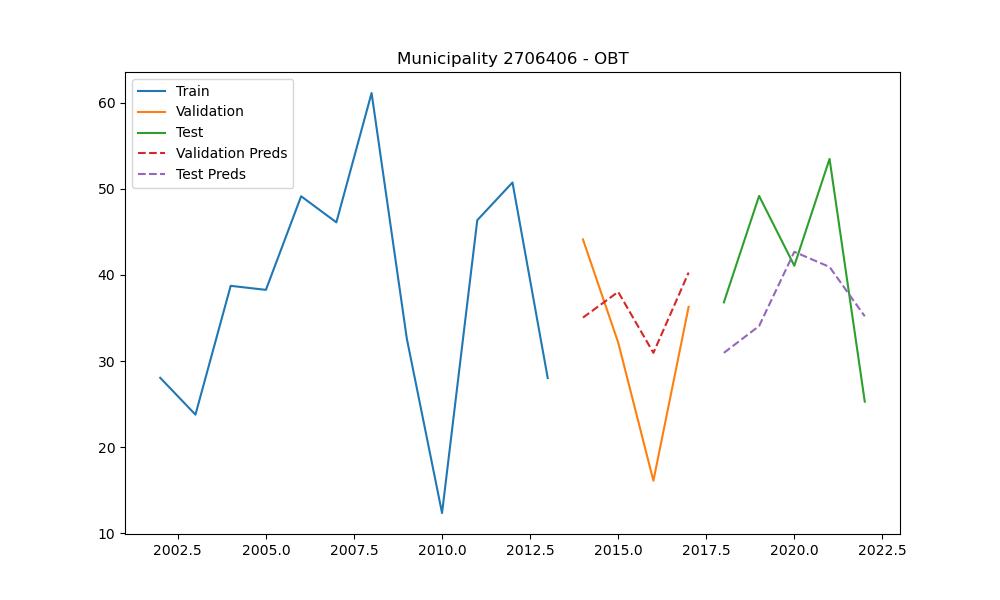 Municipality 2706406 - OBT
Train
Validation
Test
Validation Preds
Test Preds
60
50
40
30
20
10
2002.5 2005.0 2007.5 2010.0 2012.5 2015.0 2017.5 2020.0 2022.5